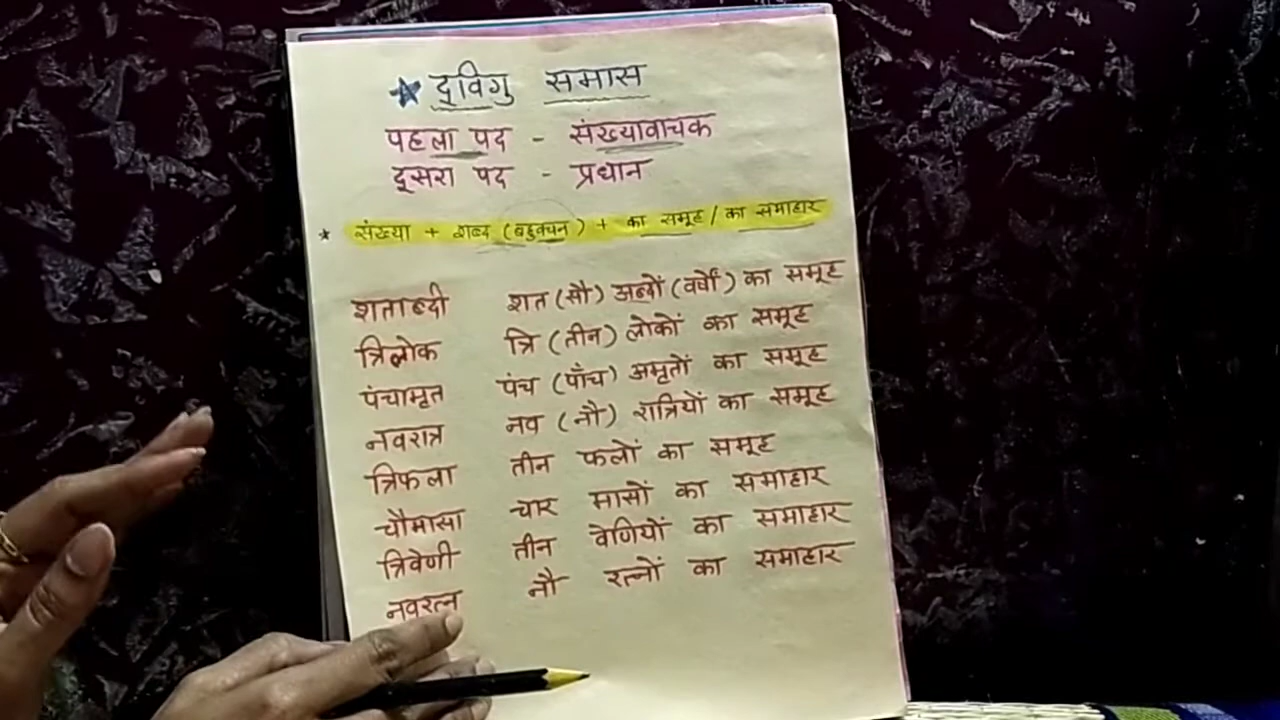 ★ द्विगु समास
पहला पद - संख्यावाचक
दूसरा पद - प्रधान
* संख्या + शब्द (बहुवचन) + का समूह / का समाहार
शताब्दी शत (सौ) अब्दों (वर्षों) का समूह
त्रिलोक त्रि (तीन) लोकों का समूह
पंचामृत पंच (पाँच) अमृतों का समूह
नवरात्र नव (नौ) रात्रियों का समूह
त्रिफला तीन फलों का समूह
चौमासा चार मासों का समाहार
त्रिवेणी तीन वेणियों का समाहार
नवरत्न नौ रत्नों का समाहार